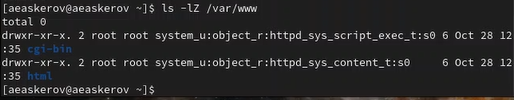 [aeaskerov@aeaskerov ~]$ ls -lZ /var/www
total 0
drwxr-xr-x. 2 root root system_u:object_r:httpd_sys_script_exec_t:s0 6 Oct 28 12
:35 cgi-bin
drwxr-xr-x. 2 root root system_u:object_r:httpd_sys_content_t:s0     6 Oct 28 12
:35 html
[aeaskerov@aeaskerov ~]$